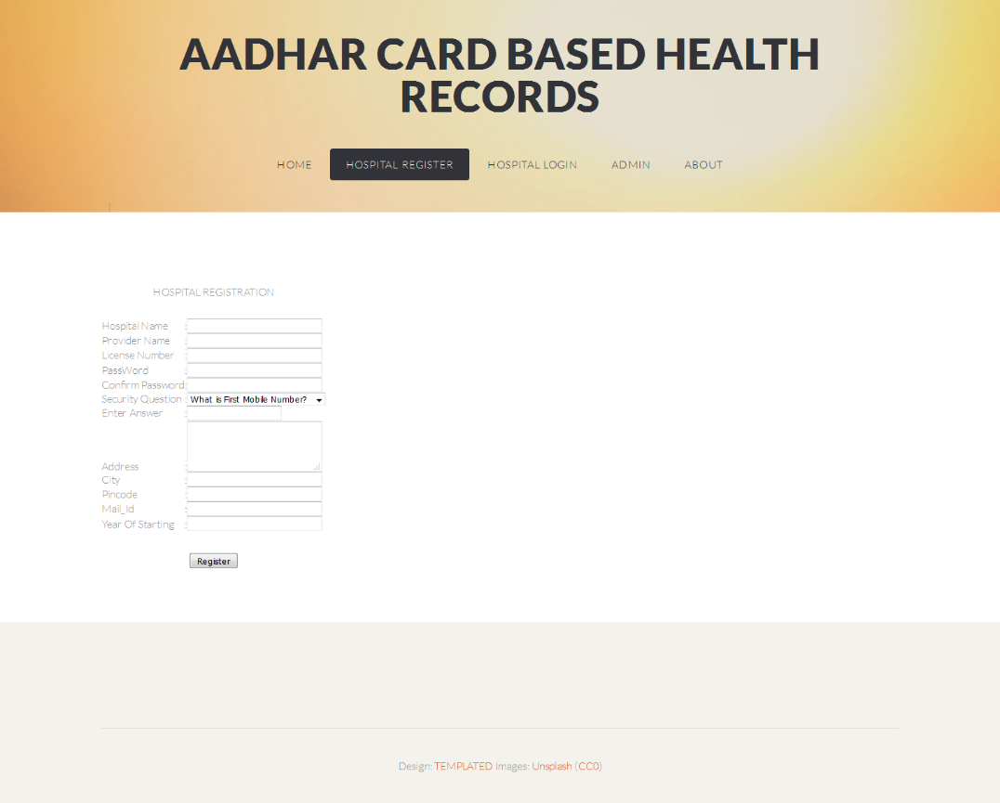 AADHAR CARD BASED HEALTH
RECORDS
HOME HOSPITAL REGISTER HOSPITAL LOGIN ADMIN ABOUT
HOSPITAL REGISTRATION
Hospital Name :
Provider Name :
License Number :
PassWord :
Confirm Password:
Security Question : What is First Mobile Number?
Enter Answer :
Address :
City :
Pincode :
Mail_Id :
Year Of Starting :
Register
Design: TEMPLATED Images: Unsplash (CC0)